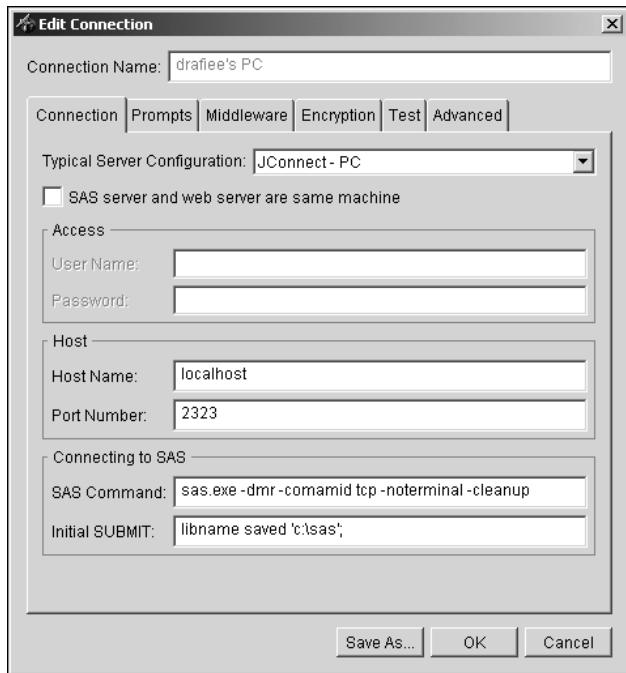 Edit Connection
Connection Name: drafiee's PC
Connection Prompts Middleware Encryption Test Advanced
Typical Server Configuration: JConnect - PC
SAS server and web server are same machine
Access
User Name:
Password:
Host
Host Name: localhost
Port Number: 2323
Connecting to SAS
SAS Command: sas.exe -dmr -comamid tcp -noterminal -cleanup
Initial SUBMIT: libname saved 'c:\sas';
Save As... OK Cancel